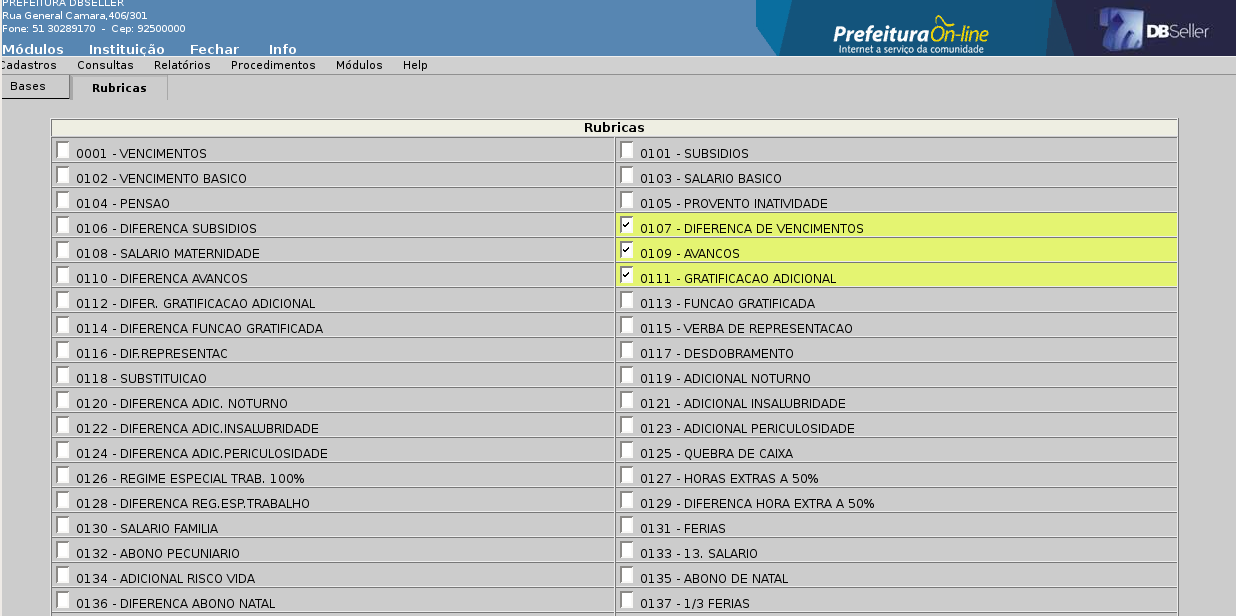 PREFEITURA DBSELLER
Rua General Camara,406/301
Fone: 51 30289170 - Cep: 92500000
Prefeitura On-line
Internet a serviço da comunidade
DBSeller
Módulos Instituição Fechar Info
Cadastros Consultas Relatórios Procedimentos Módulos Help
Bases Rubricas
Rubricas
0001 - VENCIMENTOS 0101 - SUBSIDIOS
0102 - VENCIMENTO BASICO 0103 - SALARIO BASICO
0104 - PENSAO 0105 - PROVENTO INATIVIDADE
0106 - DIFERENCA SUBSIDIOS 0107 - DIFERENCA DE VENCIMENTOS
0108 - SALARIO MATERNIDADE 0109 - AVANCOS
0110 - DIFERENCA AVANCOS 0111 - GRATIFICACAO ADICIONAL
0112 - DIFER. GRATIFICACAO ADICIONAL 0113 - FUNCAO GRATIFICADA
0114 - DIFERENCA FUNCAO GRATIFICADA 0115 - VERBA DE REPRESENTACAO
0116 - DIF.REPRESENTAC 0117 - DESDOBRAMENTO
0118 - SUBSTITUICAO 0119 - ADICIONAL NOTURNO
0120 - DIFERENCA ADIC. NOTURNO 0121 - ADICIONAL INSALUBRIDADE
0122 - DIFERENCA ADIC.INSALUBRIDADE 0123 - ADICIONAL PERICULOSIDADE
0124 - DIFERENCA ADIC.PERICULOSIDADE 0125 - QUEBRA DE CAIXA
0126 - REGIME ESPECIAL TRAB. 100% 0127 - HORAS EXTRAS A 50%
0128 - DIFERENCA REG.ESP.TRABALHO 0129 - DIFERENCA HORA EXTRA A 50%
0130 - SALARIO FAMILIA 0131 - FERIAS
0132 - ABONO PECUNIARIO 0133 - 13. SALARIO
0134 - ADICIONAL RISCO VIDA 0135 - ABONO DE NATAL
0136 - DIFERENCA ABONO NATAL 0137 - 1/3 FERIAS